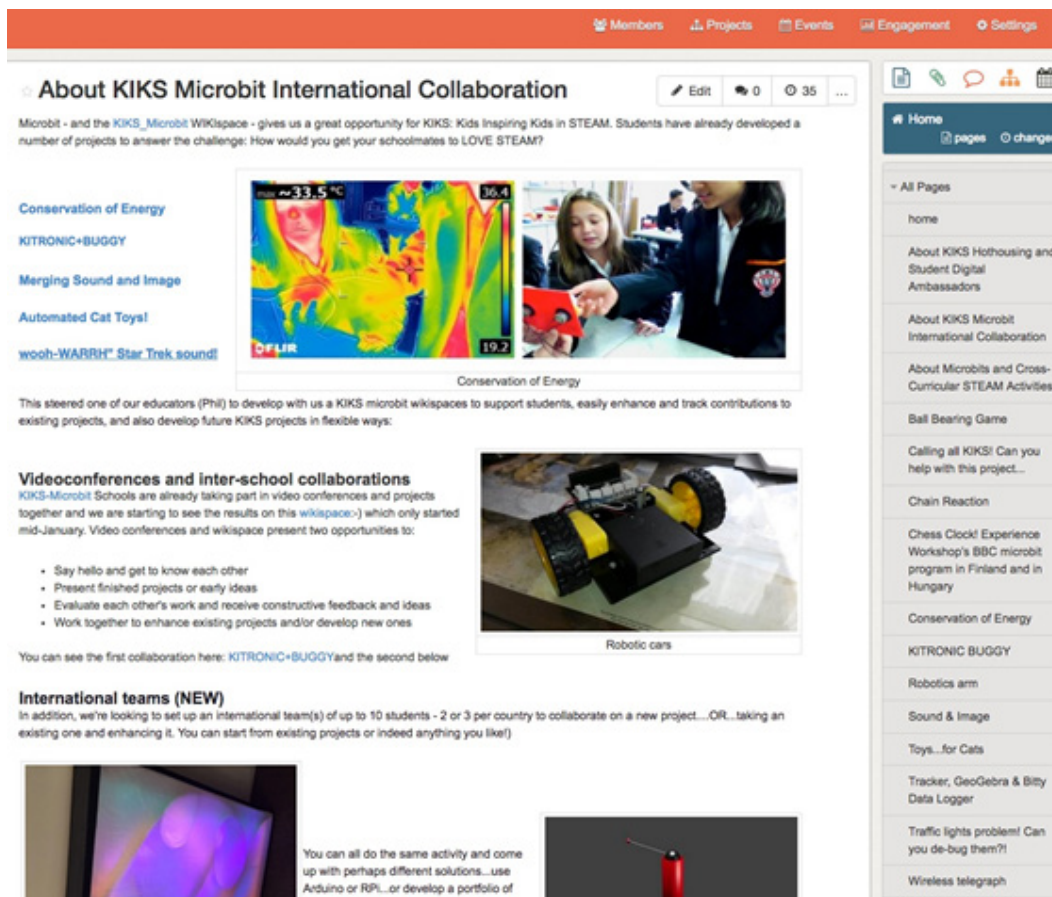 Members Projects Events Engagement Settings
About KIKS Microbit International Collaboration
Edit 0 35 ...
Microbit - and the KIKS_Microbit WIKIspace - gives us a great opportunity for KIKS: Kids Inspiring Kids in STEAM. Students have already developed a
number of projects to answer the challenge: How would you get your schoolmates to LOVE STEAM?
Conservation of Energy
KITRONIC+BUGGY
Merging Sound and Image
Automated Cat Toys!
wooh-WARRH" Star Trek sound!
max ~33.5 °C
36.4
19.2
FLIR
Conservation of Energy
This steered one of our educators (Phil) to develop with us a KIKS microbit wikispaces to support students, easily enhance and track contributions to
existing projects, and also develop future KIKS projects in flexible ways:
Videoconferences and inter-school collaborations
KIKS-Microbit Schools are already taking part in video conferences and projects
together and we are starting to see the results on this wikispace:-) which only started
mid-January. Video conferences and wikispace present two opportunities to:
• Say hello and get to know each other
• Present finished projects or early ideas
• Evaluate each other's work and receive constructive feedback and ideas
• Work together to enhance existing projects and/or develop new ones
Robotic cars
You can see the first collaboration here: KITRONIC+BUGGYand the second below
International teams (NEW)
In addition, we're looking to set up an international team(s) of up to 10 students - 2 or 3 per country to collaborate on a new project....OR...taking an
existing one and enhancing it. You can start from existing projects or indeed anything you like!)
You can all do the same activity and come
up with perhaps different solutions...use
Arduino or RPi...or develop a portfolio of
Home
pages change
All Pages
home
About KIKS Hothousing and
Student Digital
Ambassadors
About KIKS Microbit
International Collaboration
About Microbits and Cross-
Curricular STEAM Activities
Ball Bearing Game
Calling all KIKS! Can you
help with this project...
Chain Reaction
Chess Clock! Experience
Workshop's BBC microbit
program in Finland and in
Hungary
Conservation of Energy
KITRONIC BUGGY
Robotics arm
Sound & Image
Toys...for Cats
Tracker, GeoGebra & Bitty
Data Logger
Traffic lights problem! Can
you de-bug them?!
Wireless telegraph